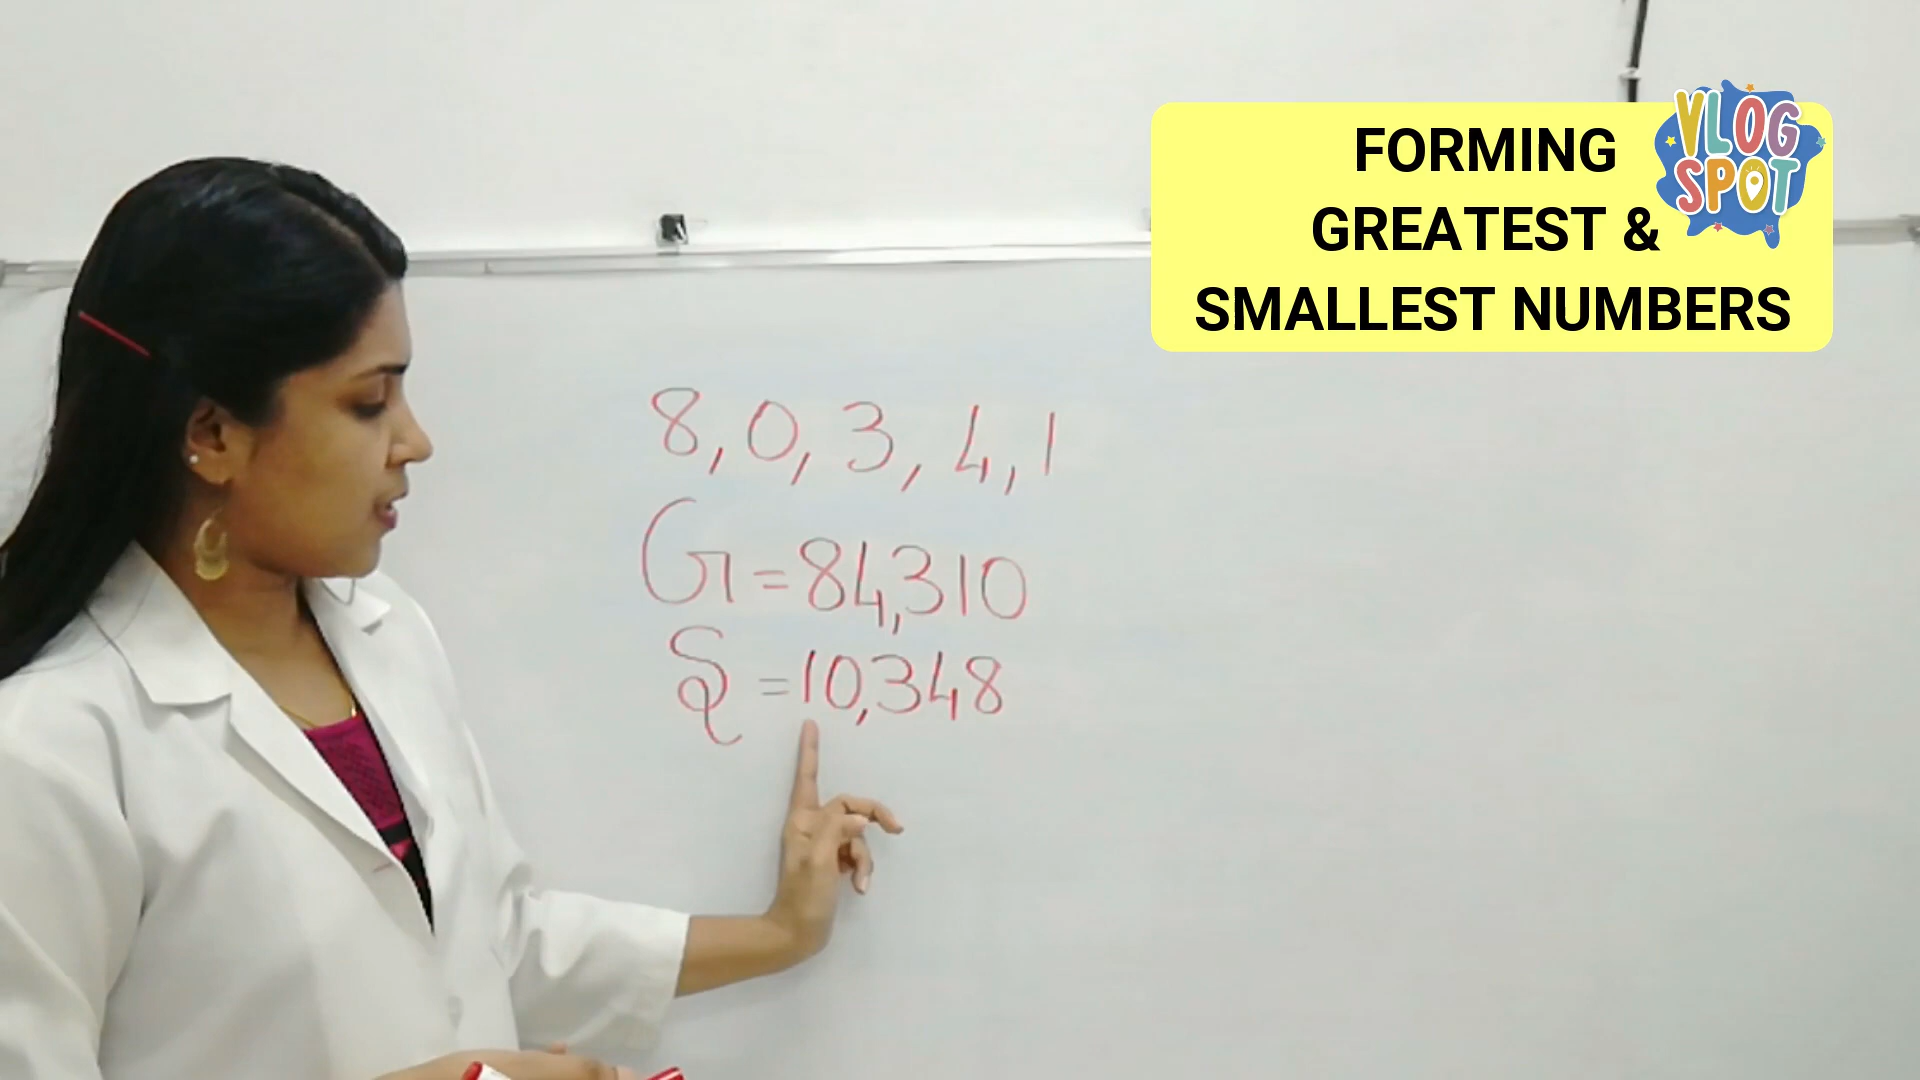 FORMING
GREATEST &
SMALLEST NUMBERS
VLOG
SPOT
8, 0, 3, 4, 1
G = 84,310
S = 10,348